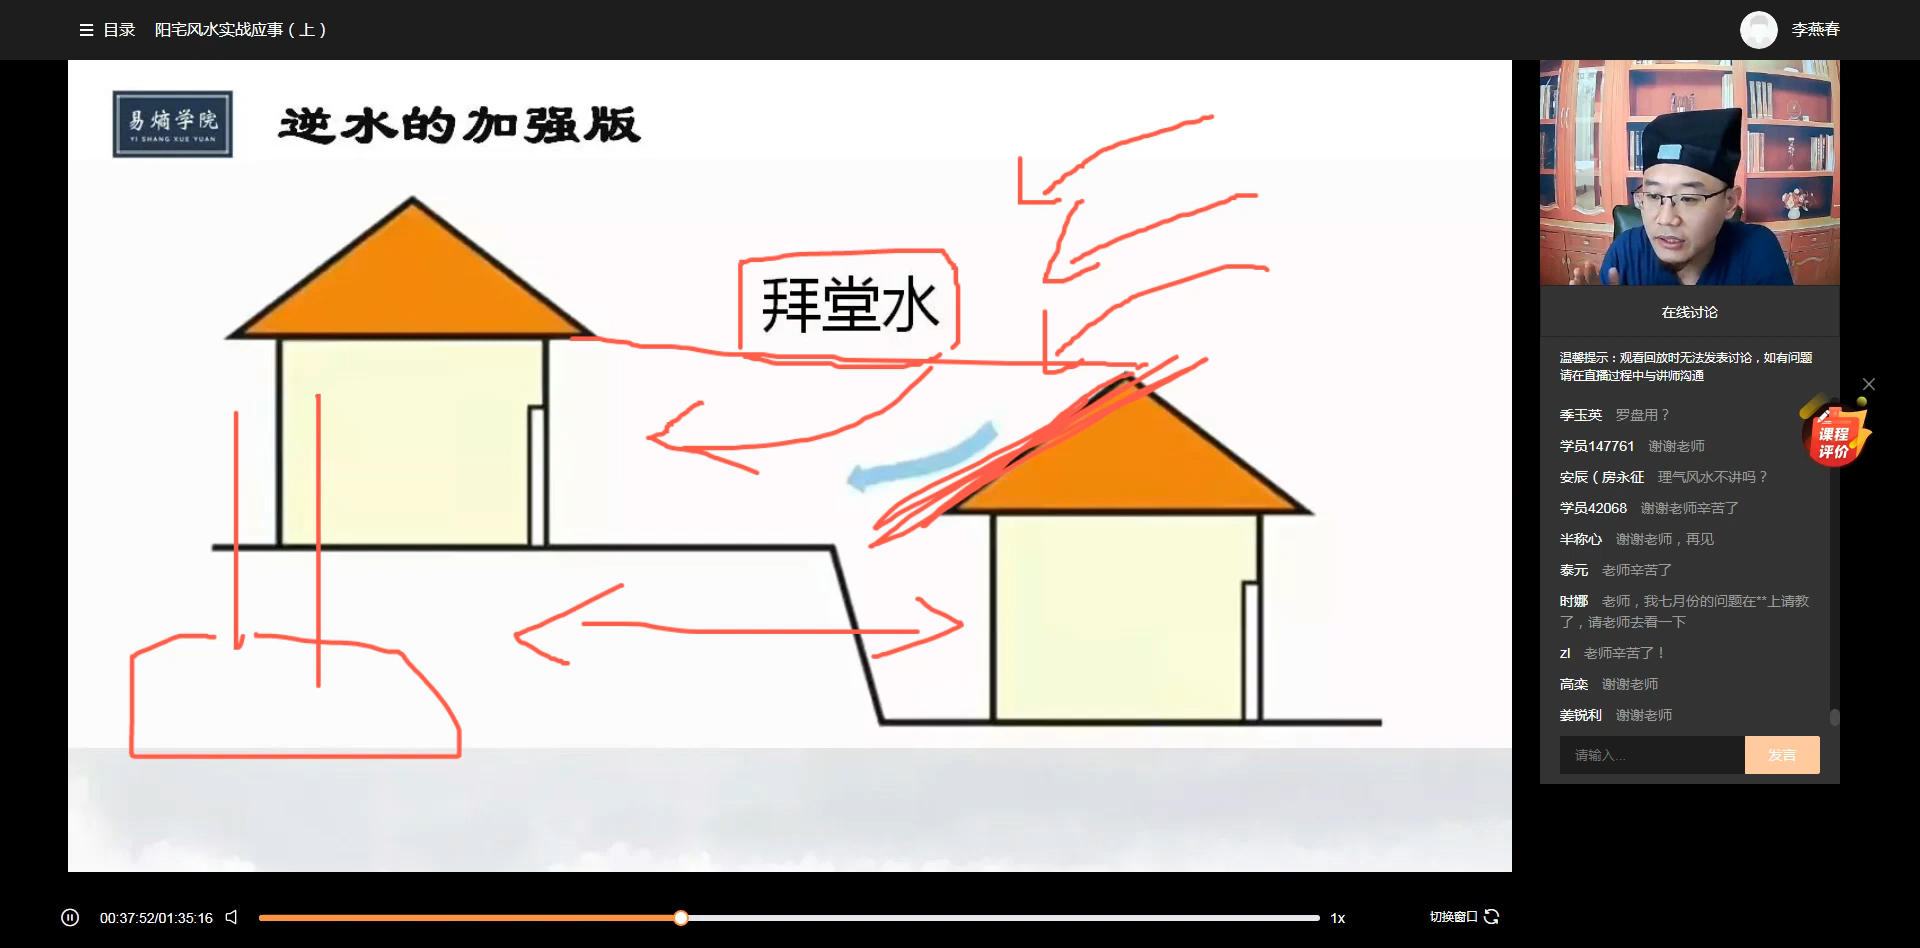 目录 阳宅风水实战应事（上）
李燕春
易熵学院
YI SHANG XUE YUAN
逆水的加强版
拜堂水
在线讨论
温馨提示：观看回放时无法发表讨论，如有问题
请在直播过程中与讲师沟通
季玉英 罗盘用？
学员147761 谢谢老师
安辰（房永征 理气风水不讲吗？
学员42068 谢谢老师辛苦了
半称心 谢谢老师，再见
泰元 老师辛苦了
时娜 老师，我七月份的问题在**上请教
了，请老师去看一下
zl 老师辛苦了！
高栾 谢谢老师
姜锐利 谢谢老师
课程
评价
请输入...
发言
00:37:52/01:35:16
1x
切换窗口